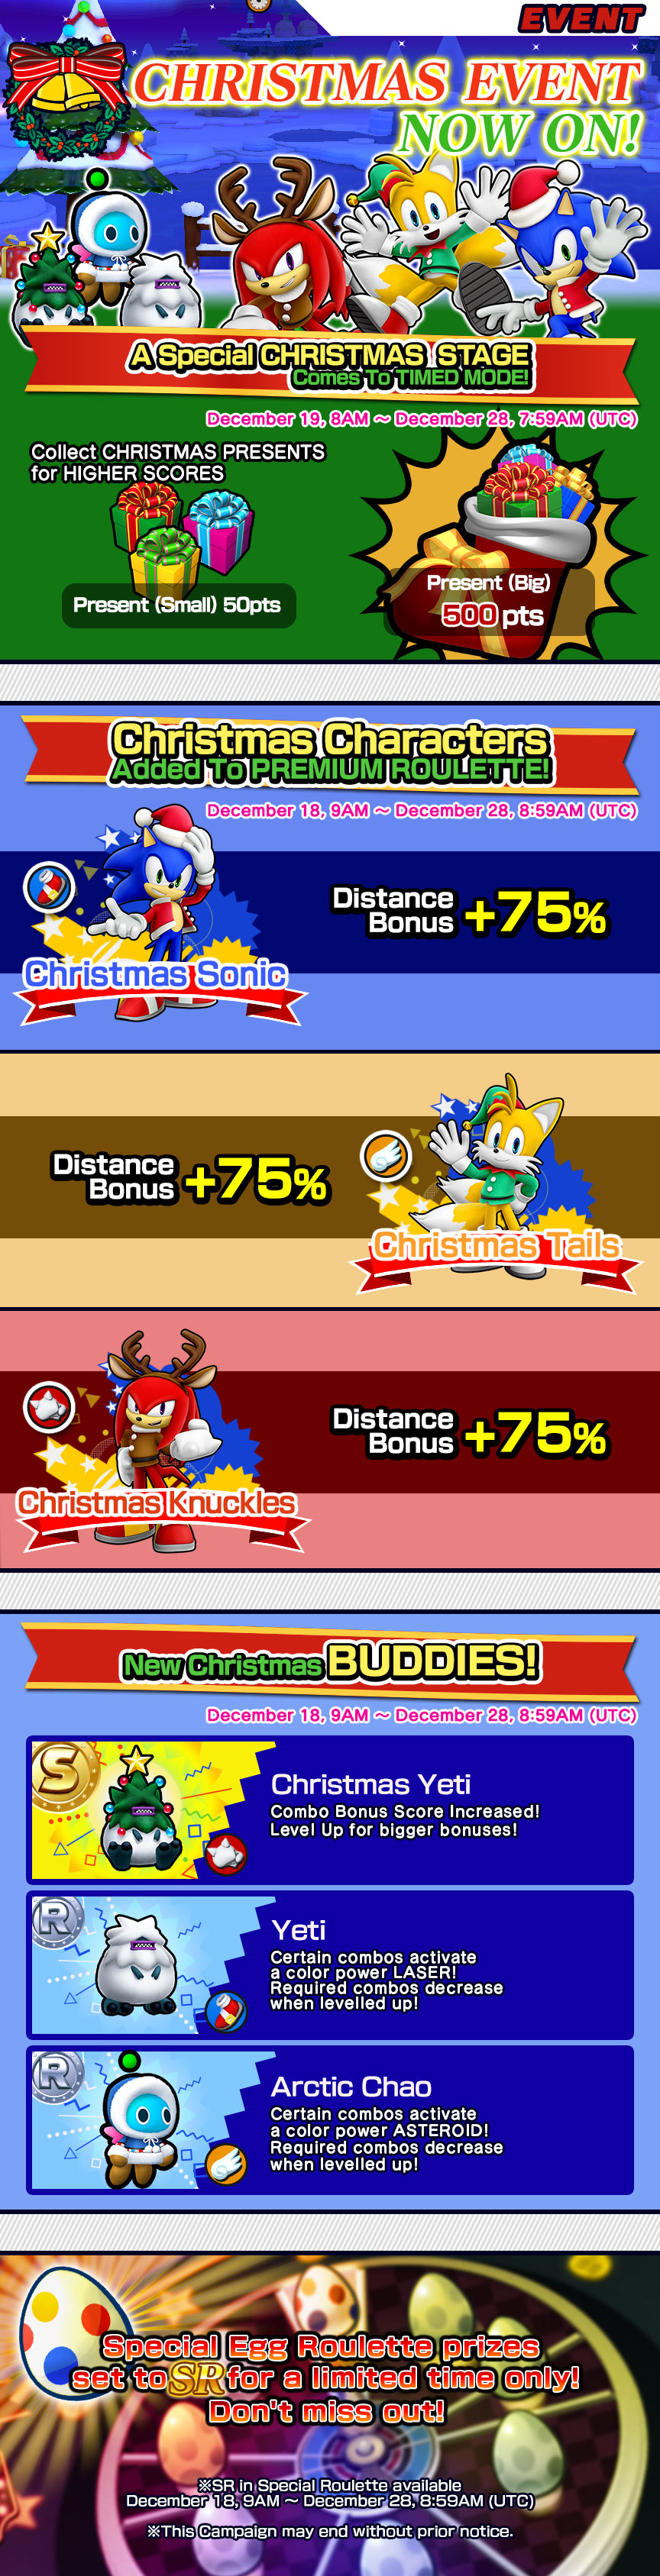 EVENT
CHRISTMAS EVENT
NOW ON!
A Special CHRISTMAS STAGE
Comes To TIMED MODE!
December 19, 8AM ~ December 28, 7:59AM (UTC)
Collect CHRISTMAS PRESENTS
for HIGHER SCORES
Present (Small) 50pts
Present (Big)
500 pts
Christmas Characters
Added To PREMIUM ROULETTE!
December 18, 9AM ~ December 28, 8:59AM (UTC)
Distance
Bonus +75%
Christmas Sonic
Distance
Bonus +75%
Christmas Tails
Distance
Bonus +75%
Christmas Knuckles
New Christmas BUDDIES!
December 18, 9AM ~ December 28, 8:59AM (UTC)
S
Christmas Yeti
Combo Bonus Score Increased!
Level Up for bigger bonuses!
R
Yeti
Certain combos activate
a color power LASER!
Required combos decrease
when levelled up!
R
Arctic Chao
Certain combos activate
a color power ASTEROID!
Required combos decrease
when levelled up!
Special Egg Roulette prizes
set to SR for a limited time only!
Don't miss out!
※SR in Special Roulette available
December 18, 9AM ~ December 28, 8:59AM (UTC)
※This Campaign may end without prior notice.